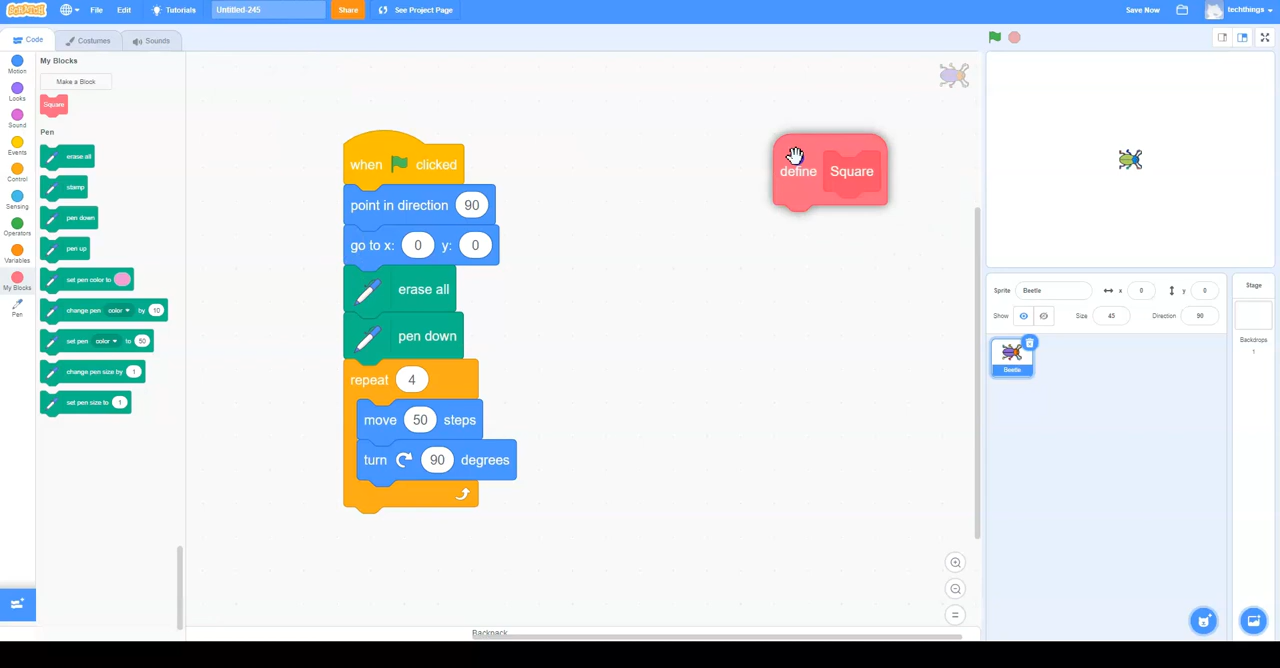 SCRATCH File Edit Tutorials Untitled-245 Share See Project Page Save Now techthings
Code Costumes Sounds
Motion
Looks
Sound
Events
Control
Sensing
Operators
Variables
My Blocks
Pen
My Blocks
Make a Block
Square
Pen
erase all
stamp
pen down
pen up
set pen color to
change pen color by 10
set pen color to 50
change pen size by 1
set pen size to 1
when clicked
point in direction 90
go to x: 0 y: 0
erase all
pen down
repeat 4
move 50 steps
turn 90 degrees
define Square
Backpack
Sprite Beetle x 0 y 0
Show Size 45 Direction 90
Beetle
Stage
Backdrops
1